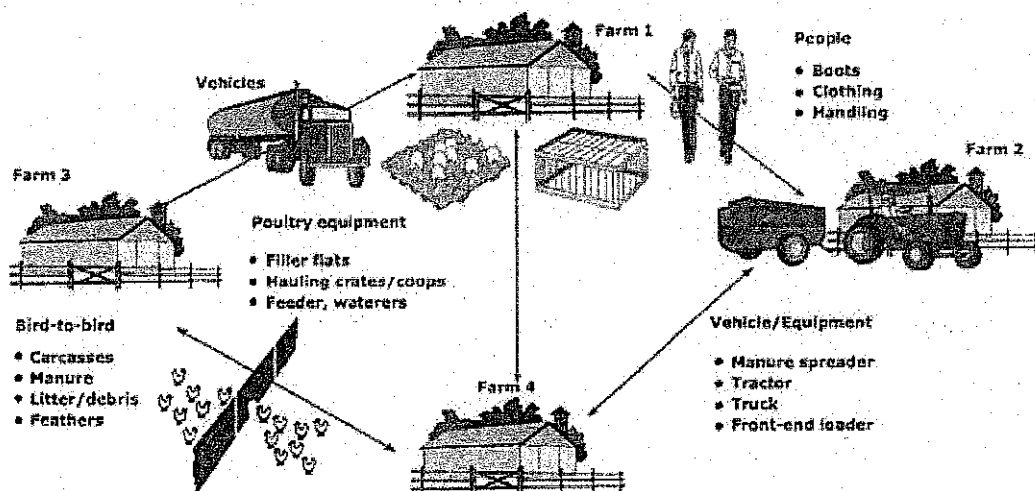 Farm 1
People
• Boots
• Clothing
• Handling
Vehicles
Farm 2
Farm 3
Poultry equipment
• Filler flats
• Hauling crates/coops
• Feeder, waterers
Bird-to-bird
• Carcasses
• Manure
• Litter/debris
• Feathers
Vehicle/Equipment
• Manure spreader
• Tractor
• Truck
• Front-end loader
Farm 4